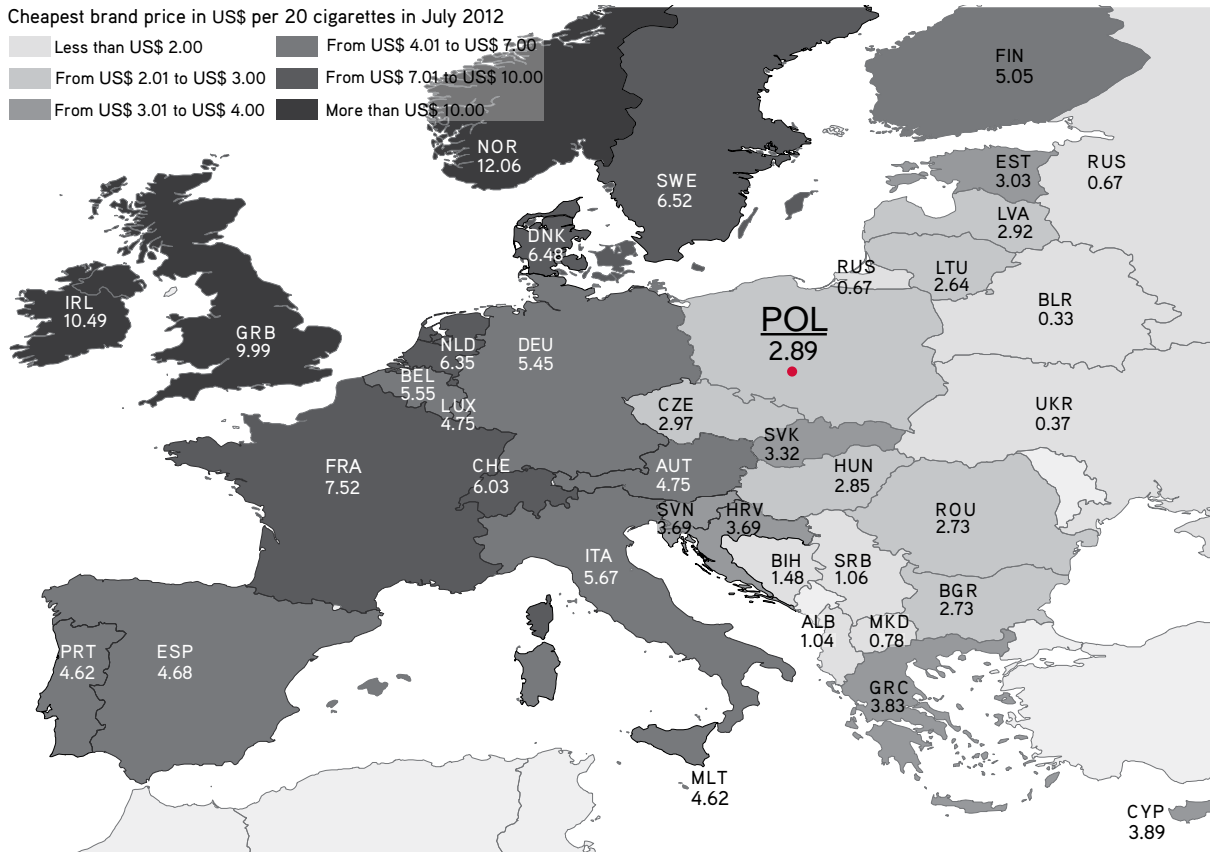 Cheapest brand price in US$ per 20 cigarettes in July 2012
Less than US$ 2.00
From US$ 2.01 to US$ 3.00
From US$ 3.01 to US$ 4.00
From US$ 4.01 to US$ 7.00
From US$ 7.01 to US$ 10.00
More than US$ 10.00
FIN
5.05
NOR
12.06
SWE
6.52
EST
3.03
RUS
0.67
LVA
2.92
DNK
6.48
LTU
2.64
RUS
0.67
BLR
0.33
IRL
10.49
GRB
9.99
NLD
6.35
DEU
5.45
POL
2.89
BEL
5.55
LUX
4.75
CZE
2.97
UKR
0.37
SVK
3.32
FRA
7.52
CHE
6.03
AUT
4.75
HUN
2.85
SVN
3.69
HRV
3.69
ROU
2.73
ITA
5.67
BIH
1.48
SRB
1.06
BGR
2.73
ALB
1.04
MKD
0.78
PRT
4.62
ESP
4.68
GRC
3.83
MLT
4.62
CYP
3.89